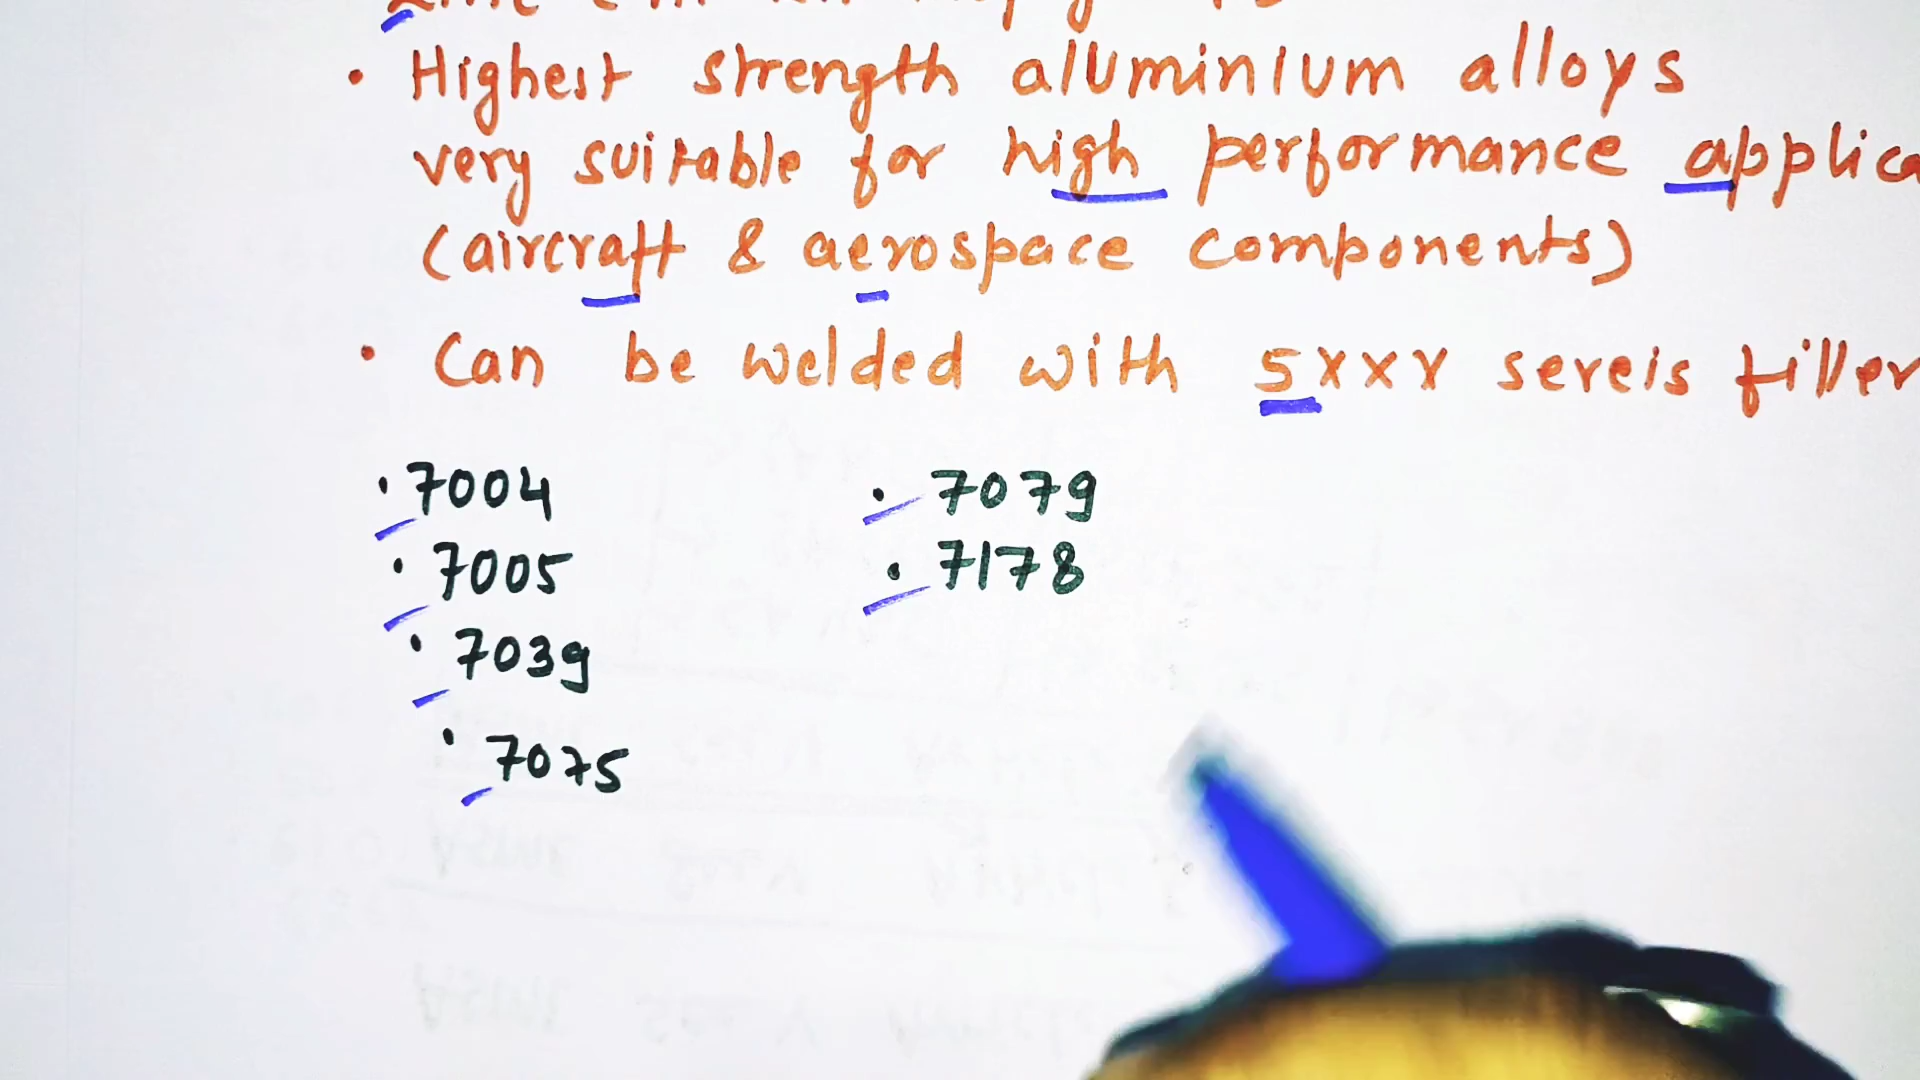 • Highest strength aluminium alloys
very suitable for high performance
(aircraft & aerospace components)
• Can be welded with 5xxx sereis filler
• 7004
• 7005
• 7039
• 7075
• 7079
• 7178